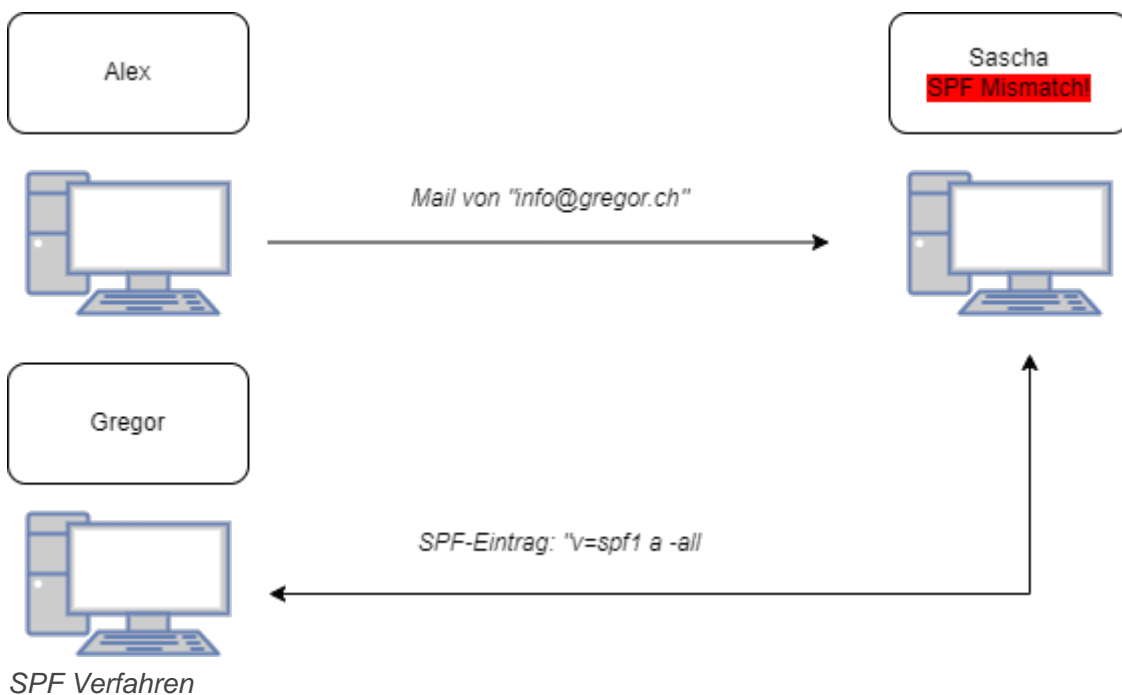 Alex
Sascha
SPF Mismatch!
Mail von "info@gregor.ch"
Gregor
SPF-Eintrag: "v=spf1 a -all
SPF Verfahren